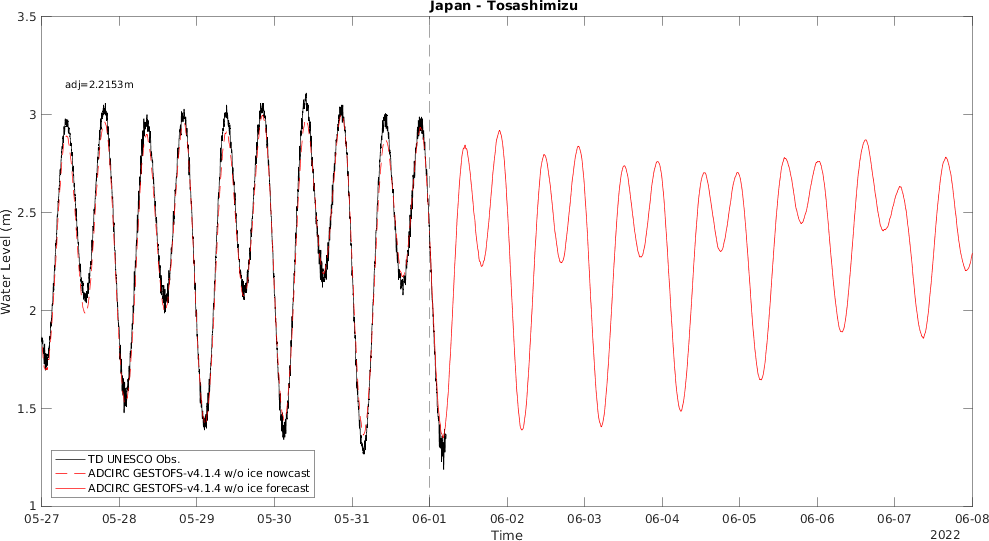 Japan - Tosashimizu
3.5
3
2.5
2
1.5
1
Water Level (m)
adj=2.2153m
TD UNESCO Obs.
ADCIRC GESTOFS-v4.1.4 w/o ice nowcast
ADCIRC GESTOFS-v4.1.4 w/o ice forecast
05-27 05-28 05-29 05-30 05-31 06-01 06-02 06-03 06-04 06-05 06-06 06-07 06-08
Time
2022